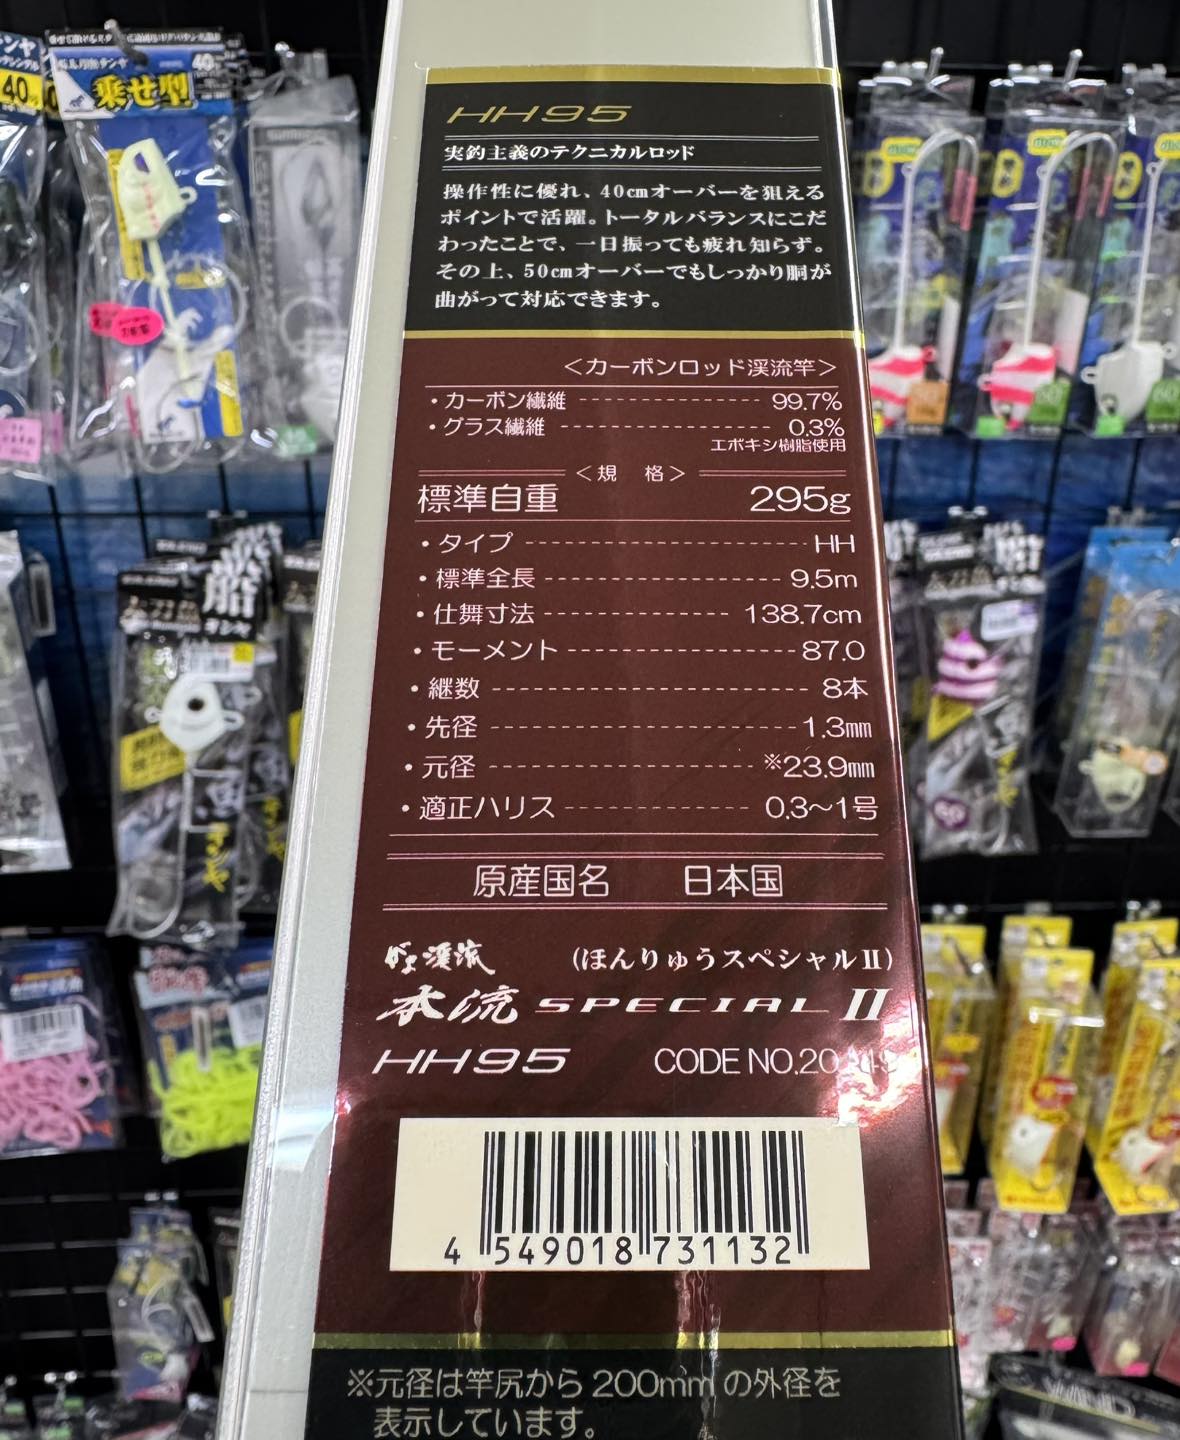 HH95
実釣主義のテクニカルロッド
操作性に優れ、40cmオーバーを狙える
ポイントで活躍。トータルバランスにこだ
わったことで、一日振っても疲れ知らず。
その上、50cmオーバーでもしっかり胴が
曲がって対応できます。
＜カーボンロッド渓流竿＞
・カーボン繊維 99.7%
・グラス繊維 0.3%
エポキシ樹脂使用
＜規 格＞
標準自重 295g
・タイプ HH
・標準全長 9.5m
・仕舞寸法 138.7cm
・モーメント 87.0
・継数 8本
・先径 1.3mm
・元径 ※23.9mm
・適正ハリス 0.3〜1号
原産国名 日本国
がま渓流 (ほんりゅうスペシャルII)
本流 SPECIAL II
HH95 CODE NO.20
4 549018 731132
※元径は竿尻から200mmの外径を
表示しています。
乗せ型
40